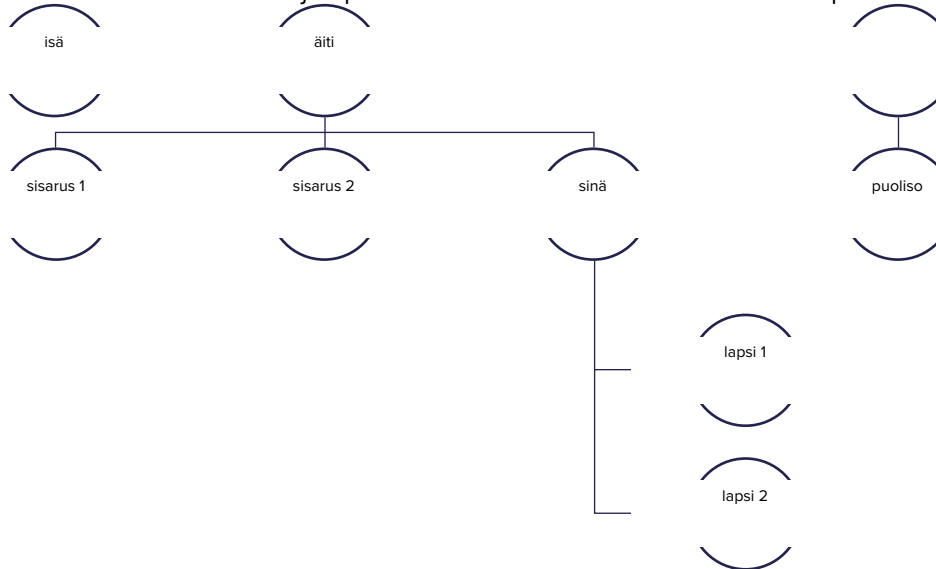 isä
äiti
sisarus 1
sisarus 2
sinä
puoliso
lapsi 1
lapsi 2